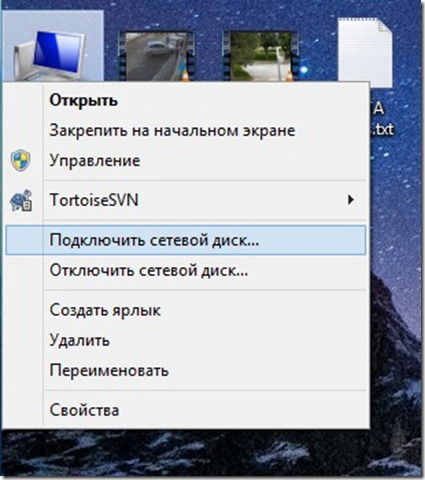 Открыть
Закрепить на начальном экране
Управление
TortoiseSVN
Подключить сетевой диск...
Отключить сетевой диск...
Создать ярлык
Удалить
Переименовать
Свойства
.txt